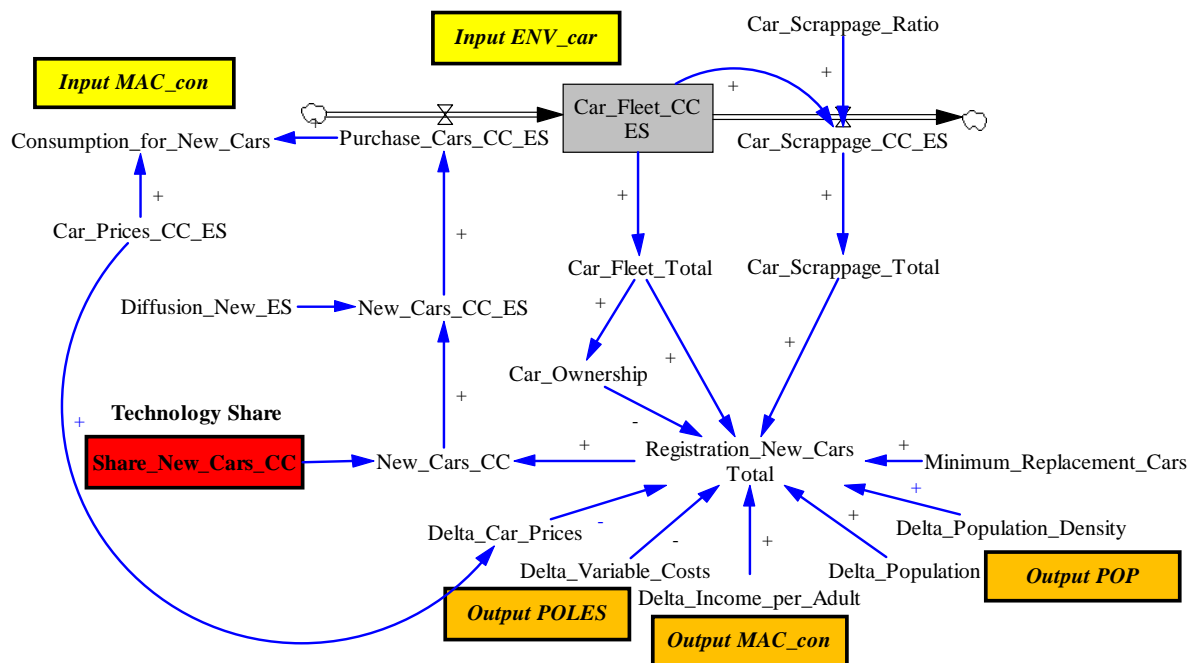 Car_Scrappage_Ratio
Input ENV_car
Input MAC_con
+
+
Car_Fleet_CC
ES
+
Consumption_for_New_Cars
Purchase_Cars_CC_ES
Car_Scrappage_CC_ES
+
+
+
Car_Prices_CC_ES
+
Car_Fleet_Total
Car_Scrappage_Total
Diffusion_New_ES
New_Cars_CC_ES
+
+
+
Car_Ownership
+
Technology Share
+
-
Share_New_Cars_CC
New_Cars_CC
+
Registration_New_Cars
Total
+
Minimum_Replacement_Cars
+
Delta_Car_Prices
-
-
+
+
Delta_Population_Density
Delta_Variable_Costs
Delta_Population
Output POP
Delta_Income_per_Adult
Output POLES
Output MAC_con